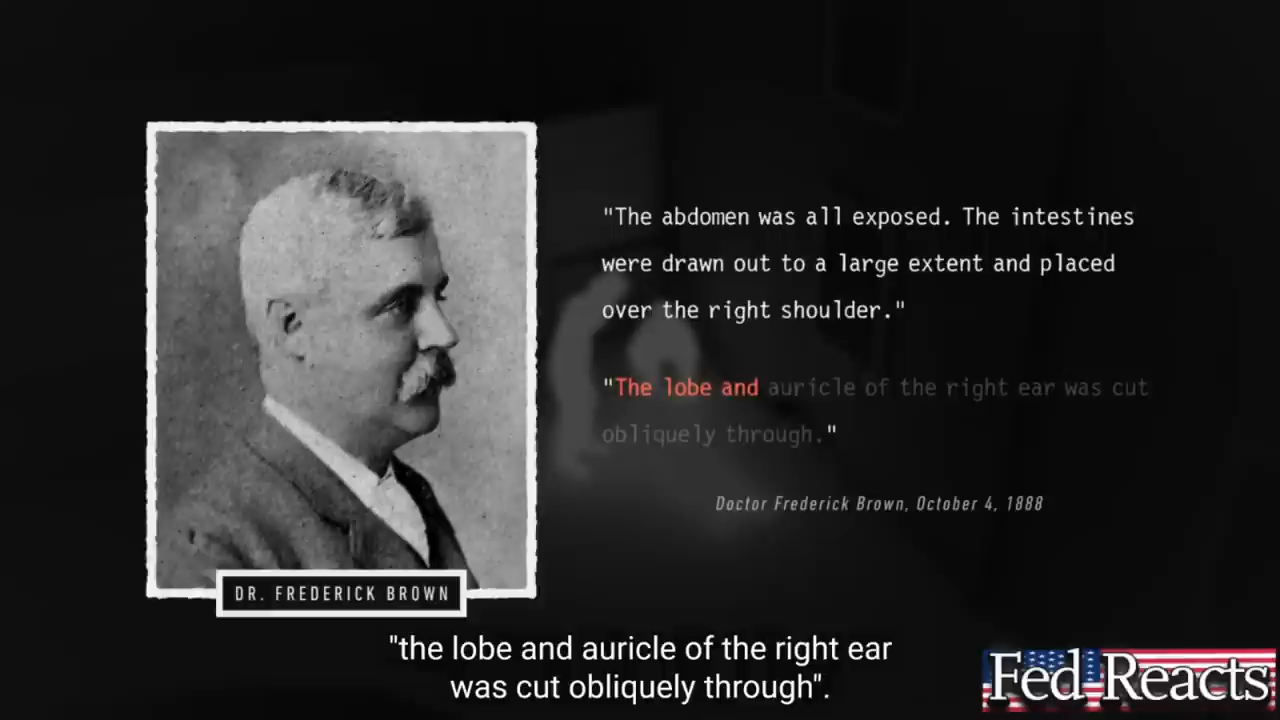 "The abdomen was all exposed. The intestines
were drawn out to a large extent and placed
over the right shoulder."
"The lobe and auricle of the right ear was cut
obliquely through."
Doctor Frederick Brown, October 4, 1888
DR. FREDERICK BROWN
"the lobe and auricle of the right ear
was cut obliquely through".
Fed Reacts